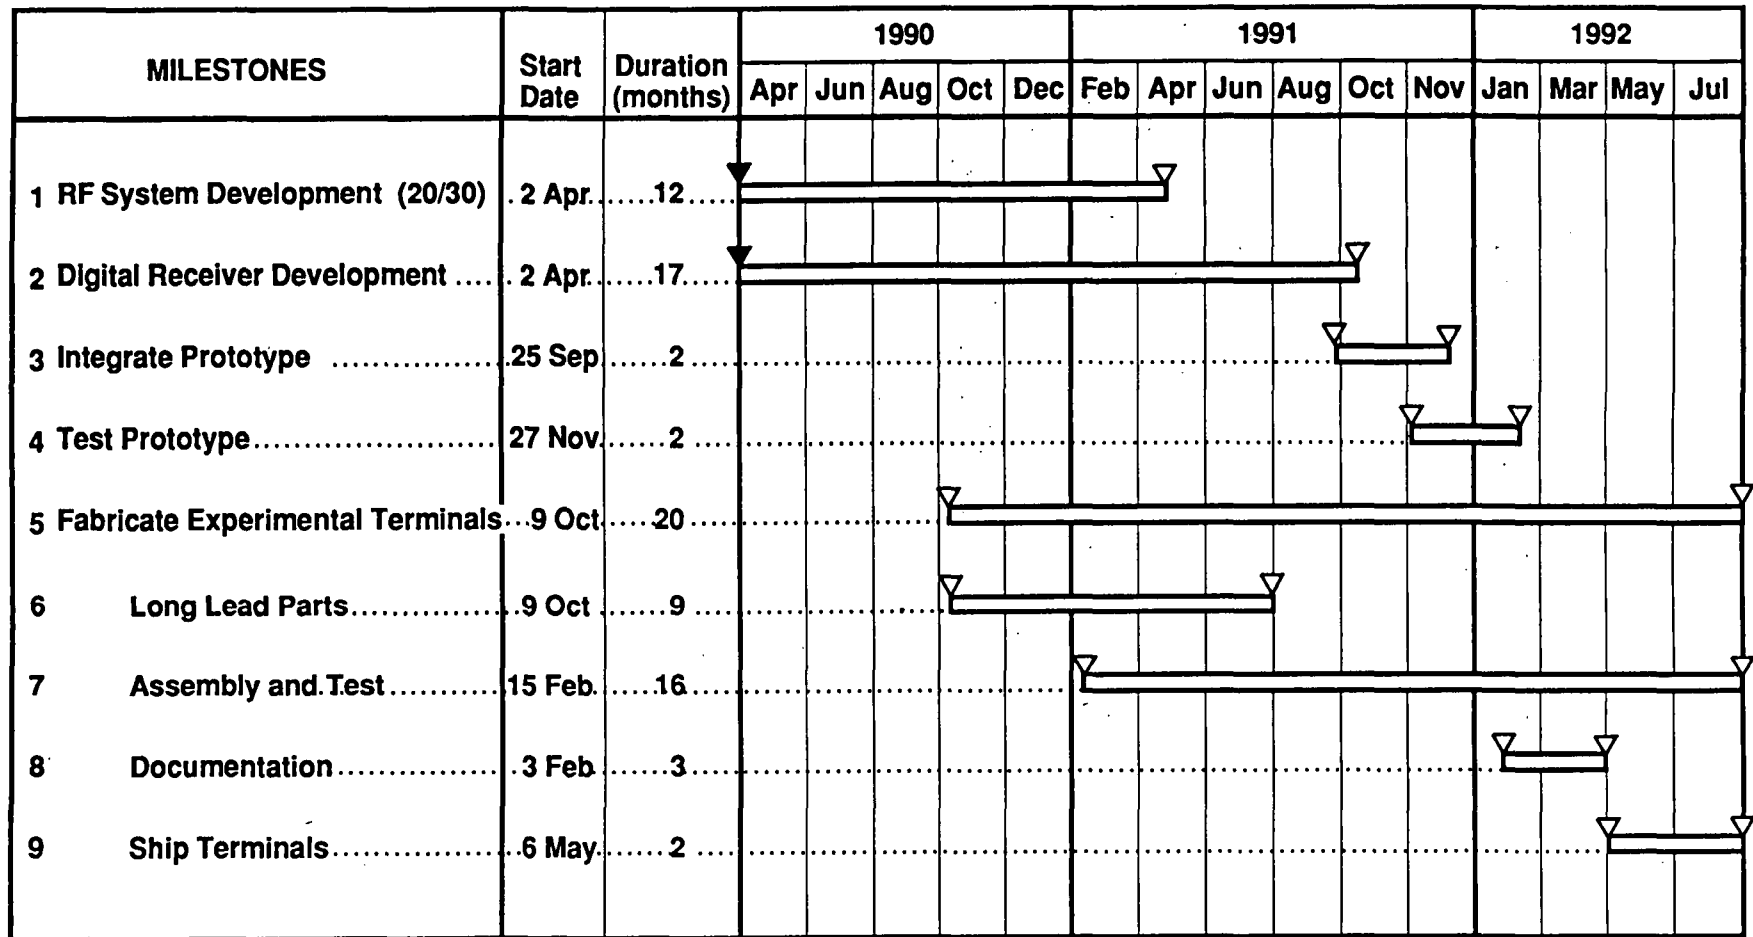 1990 1991 1992
MILESTONES Start Date Duration (months) Apr Jun Aug Oct Dec Feb Apr Jun Aug Oct Nov Jan Mar May Jul
1 RF System Development (20/30) . 2 Apr.......12.....
2 Digital Receiver Development ..... . 2 Apr.......17.....
3 Integrate Prototype .................. .25 Sep ......2 ....
4 Test Prototype........................ 27 Nov ......2 ....
5 Fabricate Experimental Terminals...9 Oct.....20 ....
6 Long Lead Parts................ .9 Oct ......9 ....
7 Assembly and.Test........... 15 Feb......16....
8 Documentation................. .3 Feb.......3....
9 Ship Terminals.................. .6 May......2 ....